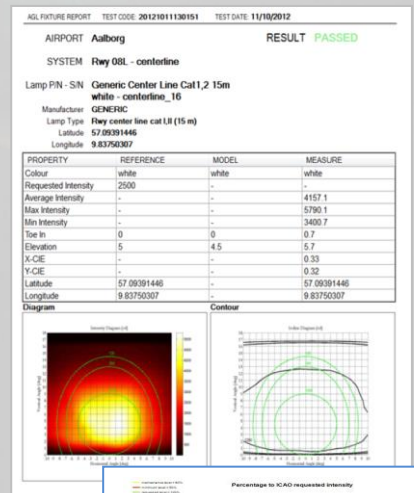 AGL FIXTURE REPORT TEST CODE: 20121011130151 TEST DATE: 11/10/2012
AIRPORT Aalborg RESULT PASSED
SYSTEM Rwy 08L - centerline
Lamp P/N - S/N Generic Center Line Cat1,2 15m
white - centerline_16
Manufacturer GENERIC
Lamp Type Rwy center line cat I,II (15 m)
Latitude 57.09391446
Longitude 9.83750307
PROPERTY REFERENCE MODEL MEASURE
Colour white white white
Requested Intensity 2500 - -
Average Intensity - - 4157.1
Max Intensity - - 5790.1
Min Intensity - - 3400.7
Toe In 0 0 0.7
Elevation 5 4.5 5.7
X-CIE - - 0.33
Y-CIE - - 0.32
Latitude 57.09391446 - 57.09391446
Longitude 9.83750307 - 9.83750307
Diagram Contour
Percentage to ICAO requested intensity